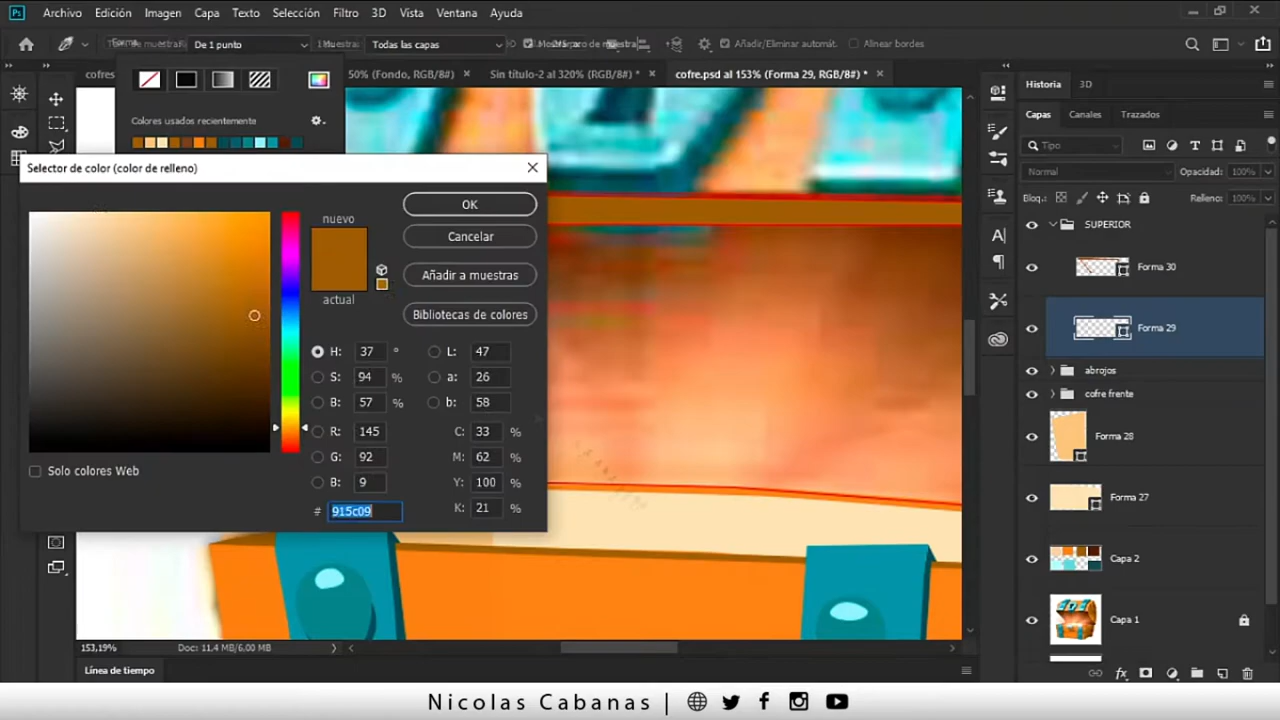 Archivo Edición Imagen Capa Texto Selección Filtro 3D Vista Ventana Ayuda
De 1 punto Todas las capas Añadir/Eliminar automát. Alinear bordes
cofres 50% (Fondo, RGB/8) × Sin título-2 al 320% (RGB/8) * × cofre.psd al 153% (Forma 29, RGB/8) * ×
Colores usados recientemente
Selector de color (color de relleno)
nuevo
actual
OK
Cancelar
Añadir a muestras
Bibliotecas de colores
H: 37 ° L: 47
S: 94 % a: 26
B: 57 % b: 58
R: 145 C: 33 %
G: 92 M: 62 %
B: 9 Y: 100 %
# 915c09 K: 21 %
Solo colores Web
153,19% Doc: 11.4 MB/6.00 MB
Línea de tiempo
Historia 3D
Capas Canales Trazados
Tipo
Normal Opacidad: 100%
Bloq.: Relleno: 100%
SUPERIOR
Forma 30
Forma 29
abrojos
cofre frente
Forma 28
Forma 27
Capa 2
Capa 1
Nicolas Cabanas |